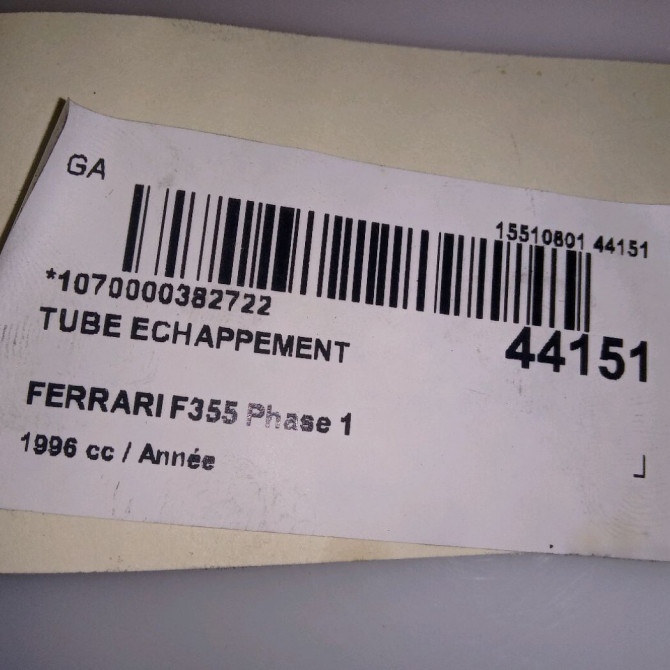 GA
15510801 44151
*1070000382722
44151
TUBE ECHAPPEMENT
FERRARI F355 Phase 1
1996 cc / Année